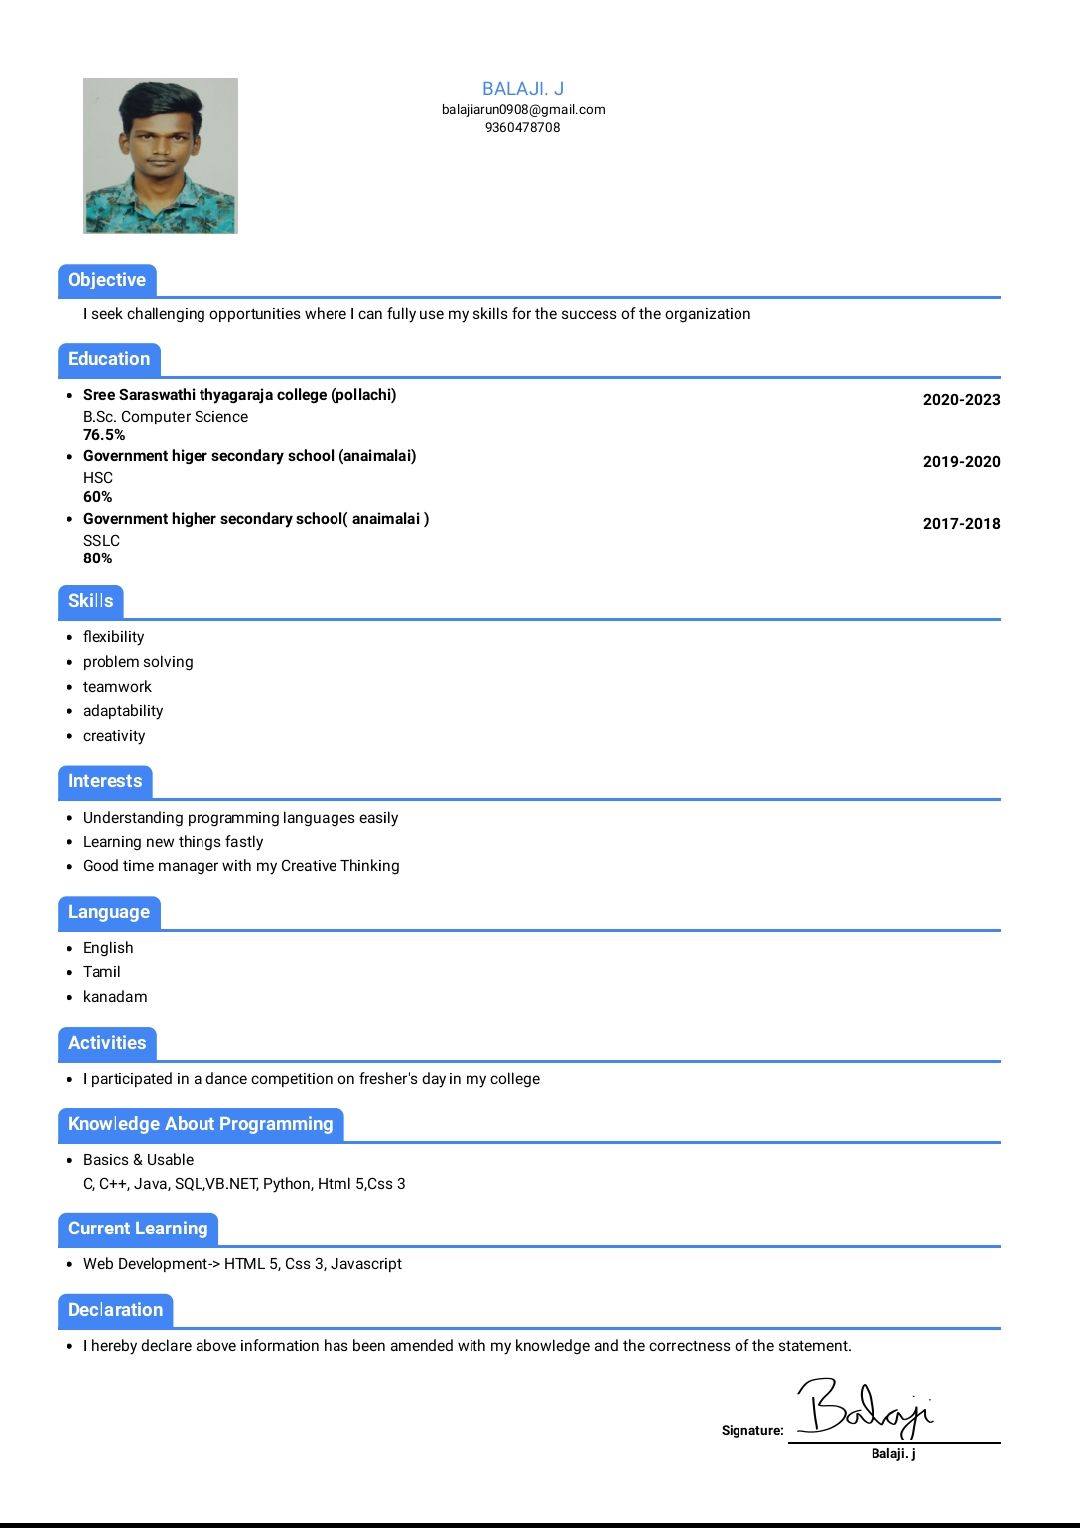 BALAJI. J
balajiarun0908@gmail.com
9360478708
Objective
I seek challenging opportunities where I can fully use my skills for the success of the organization
Education
• Sree Saraswathi thyagaraja college (pollachi) 2020-2023
B.Sc. Computer Science
76.5%
• Government higer secondary school (anaimalai) 2019-2020
HSC
60%
• Government higher secondary school( anaimalai ) 2017-2018
SSLC
80%
Skills
• flexibility
• problem solving
• teamwork
• adaptability
• creativity
Interests
• Understanding programming languages easily
• Learning new things fastly
• Good time manager with my Creative Thinking
Language
• English
• Tamil
• kanadam
Activities
• I participated in a dance competition on fresher's day in my college
Knowledge About Programming
• Basics & Usable
C, C++, Java, SQL,VB.NET, Python, Html 5,Css 3
Current Learning
• Web Development-> HTML 5, Css 3, Javascript
Declaration
• I hereby declare above information has been amended with my knowledge and the correctness of the statement.
Signature: Balaji
Balaji. j